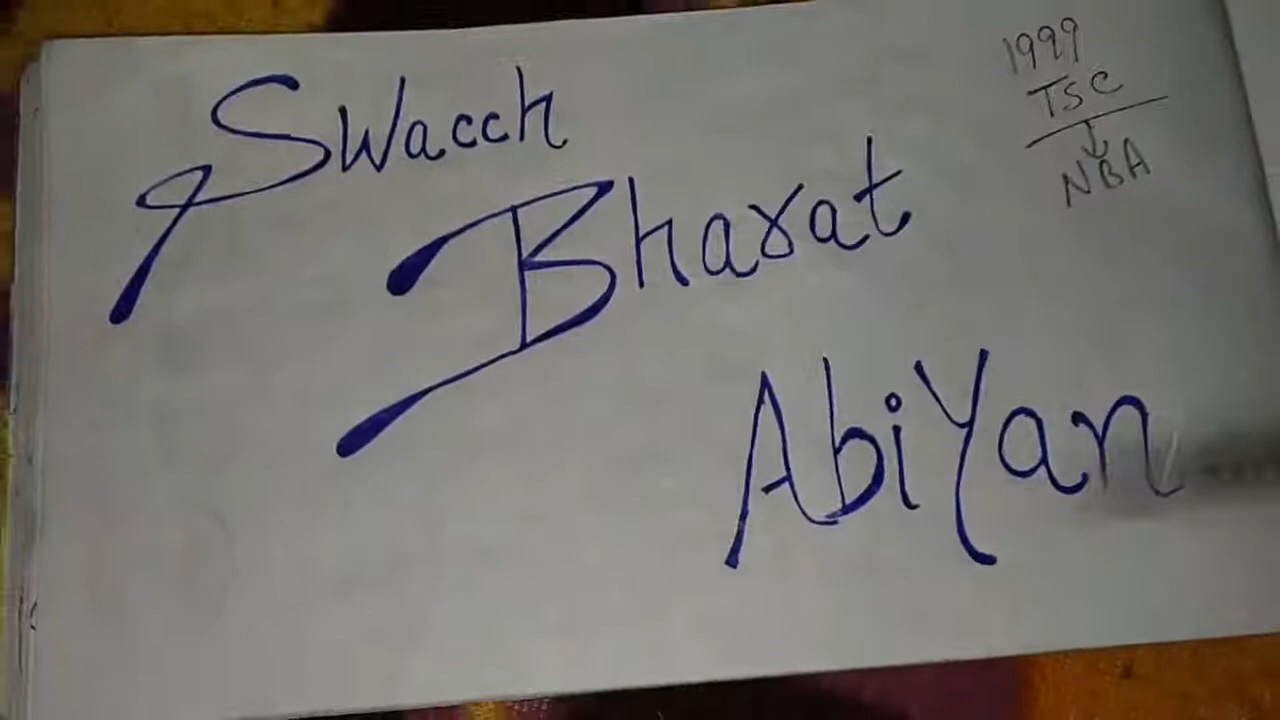 Swacch
Bharat
AbiYan
1999
TSC
↓
NBA